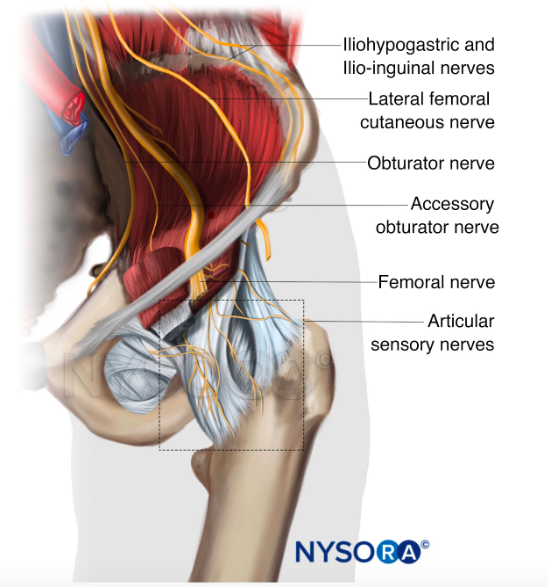 Iliohypogastric and
Ilio-inguinal nerves
Lateral femoral
cutaneous nerve
Obturator nerve
Accessory
obturator nerve
Femoral nerve
Articular
sensory nerves
NYSORA©
NYSORA©